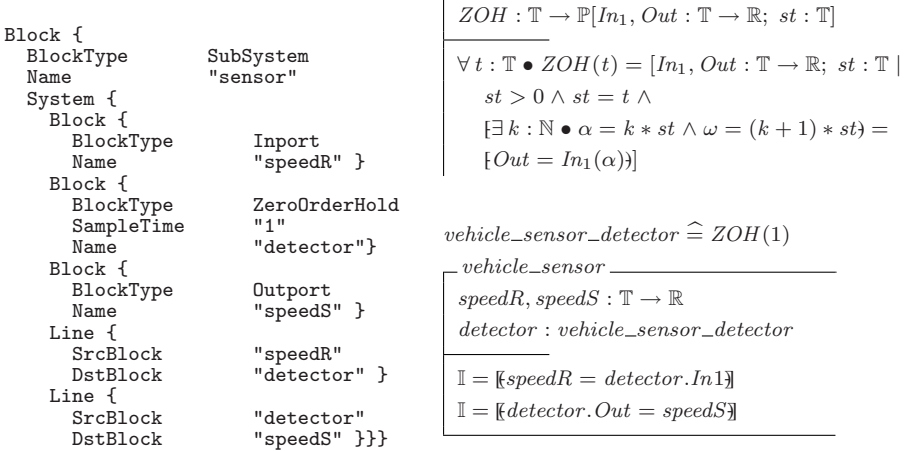 Block {
BlockType SubSystem
Name "sensor"
System {
Block {
BlockType Inport
Name "speedR" }
Block {
BlockType ZeroOrderHold
SampleTime "1"
Name "detector"}
Block {
BlockType Outport
Name "speedS" }
Line {
SrcBlock "speedR"
DstBlock "detector" }
Line {
SrcBlock "detector"
DstBlock "speedS" }}}
ZOH : 𝕋 → ℙ[In₁, Out : 𝕋 → ℝ; st : 𝕋]
∀ t : 𝕋 • ZOH(t) = [In₁, Out : 𝕋 → ℝ; st : 𝕋 |
st > 0 ∧ st = t ∧
⦗∃ k : ℕ • α = k ∗ st ∧ ω = (k + 1) ∗ st⦘ =
⦗Out = In₁(α)⦘]
vehicle_sensor_detector ≙ ZOH(1)
vehicle_sensor
speedR, speedS : 𝕋 → ℝ
detector : vehicle_sensor_detector
𝕀 = ⦗speedR = detector.In1⦘
𝕀 = ⦗detector.Out = speedS⦘